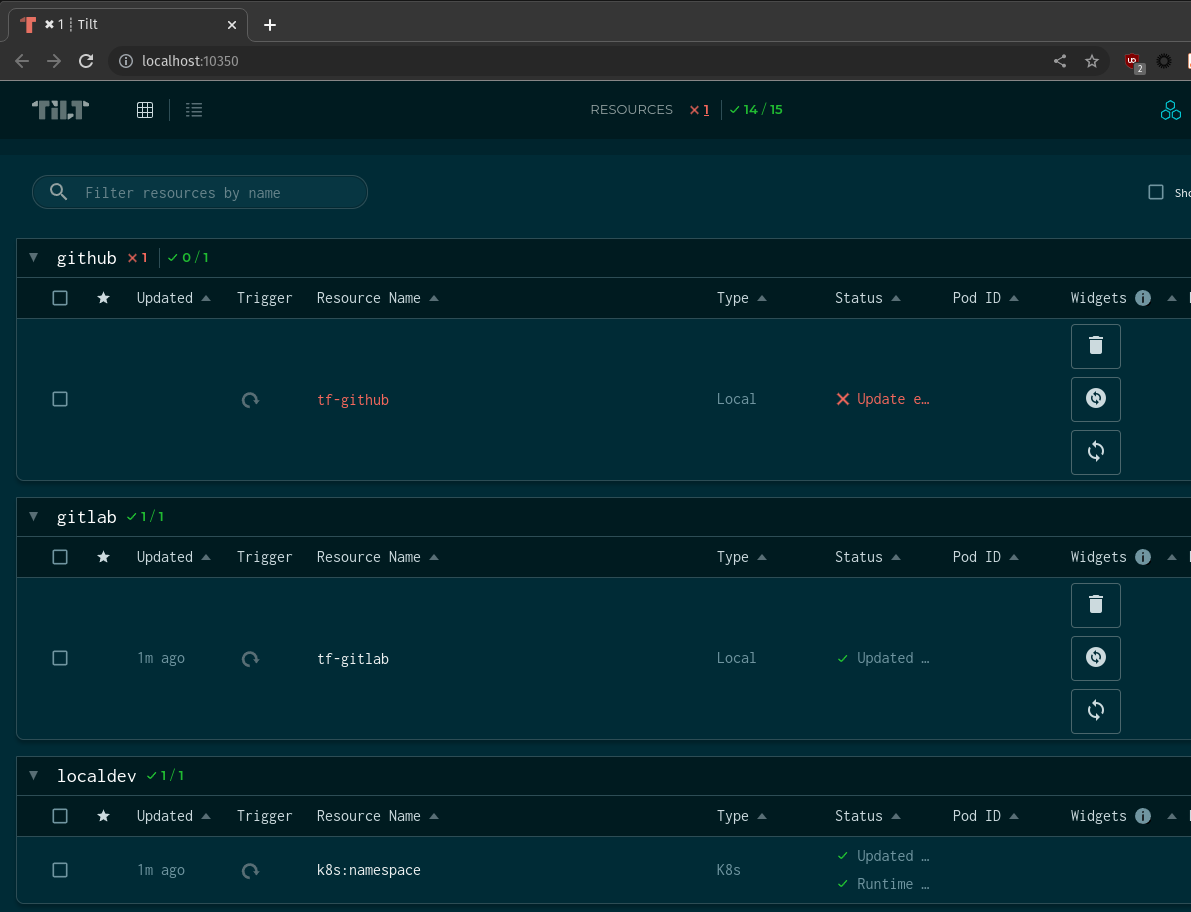 ✖ 1 ┊ Tilt
localhost:10350
2
TiLT
RESOURCES ✕ 1 ✓ 14 / 15
Filter resources by name
github ✕ 1 ✓ 0 / 1
Updated Trigger Resource Name Type Status Pod ID Widgets
tf-github Local ✕ Update e…
gitlab ✓ 1 / 1
Updated Trigger Resource Name Type Status Pod ID Widgets
1m ago tf-gitlab Local ✓ Updated …
localdev ✓ 1 / 1
Updated Trigger Resource Name Type Status Pod ID Widgets
1m ago k8s:namespace K8s ✓ Updated …
✓ Runtime …